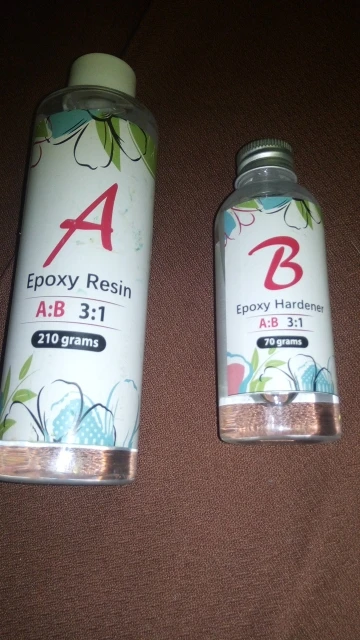 A
Epoxy Resin
A:B 3:1
210 grams
B
Epoxy Hardener
A:B 3:1
70 grams